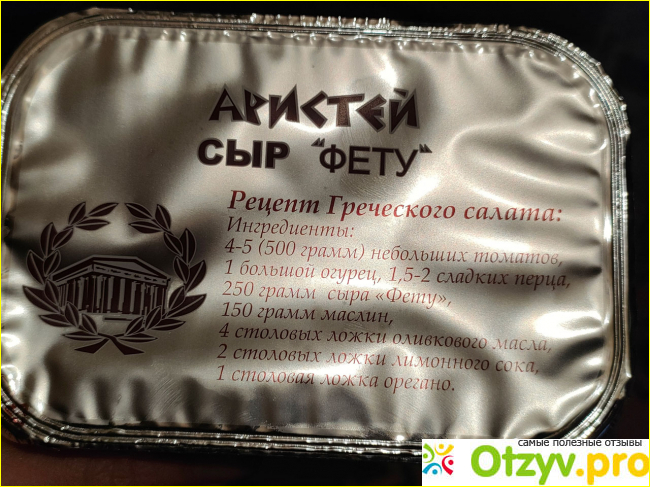 АРИСТЕЙ
СЫР "ФЕТУ"
Рецепт Греческого салата:
Ингредиенты:
4-5 (500 грамм) небольших томатов,
1 большой огурец, 1,5-2 сладких перца,
250 грамм сыра «Фету»,
150 грамм маслин,
4 столовых ложки оливкового масла,
2 столовых ложки лимонного сока,
1 столовая ложка орегано.
самые полезные отзывы
Otzyv.pro